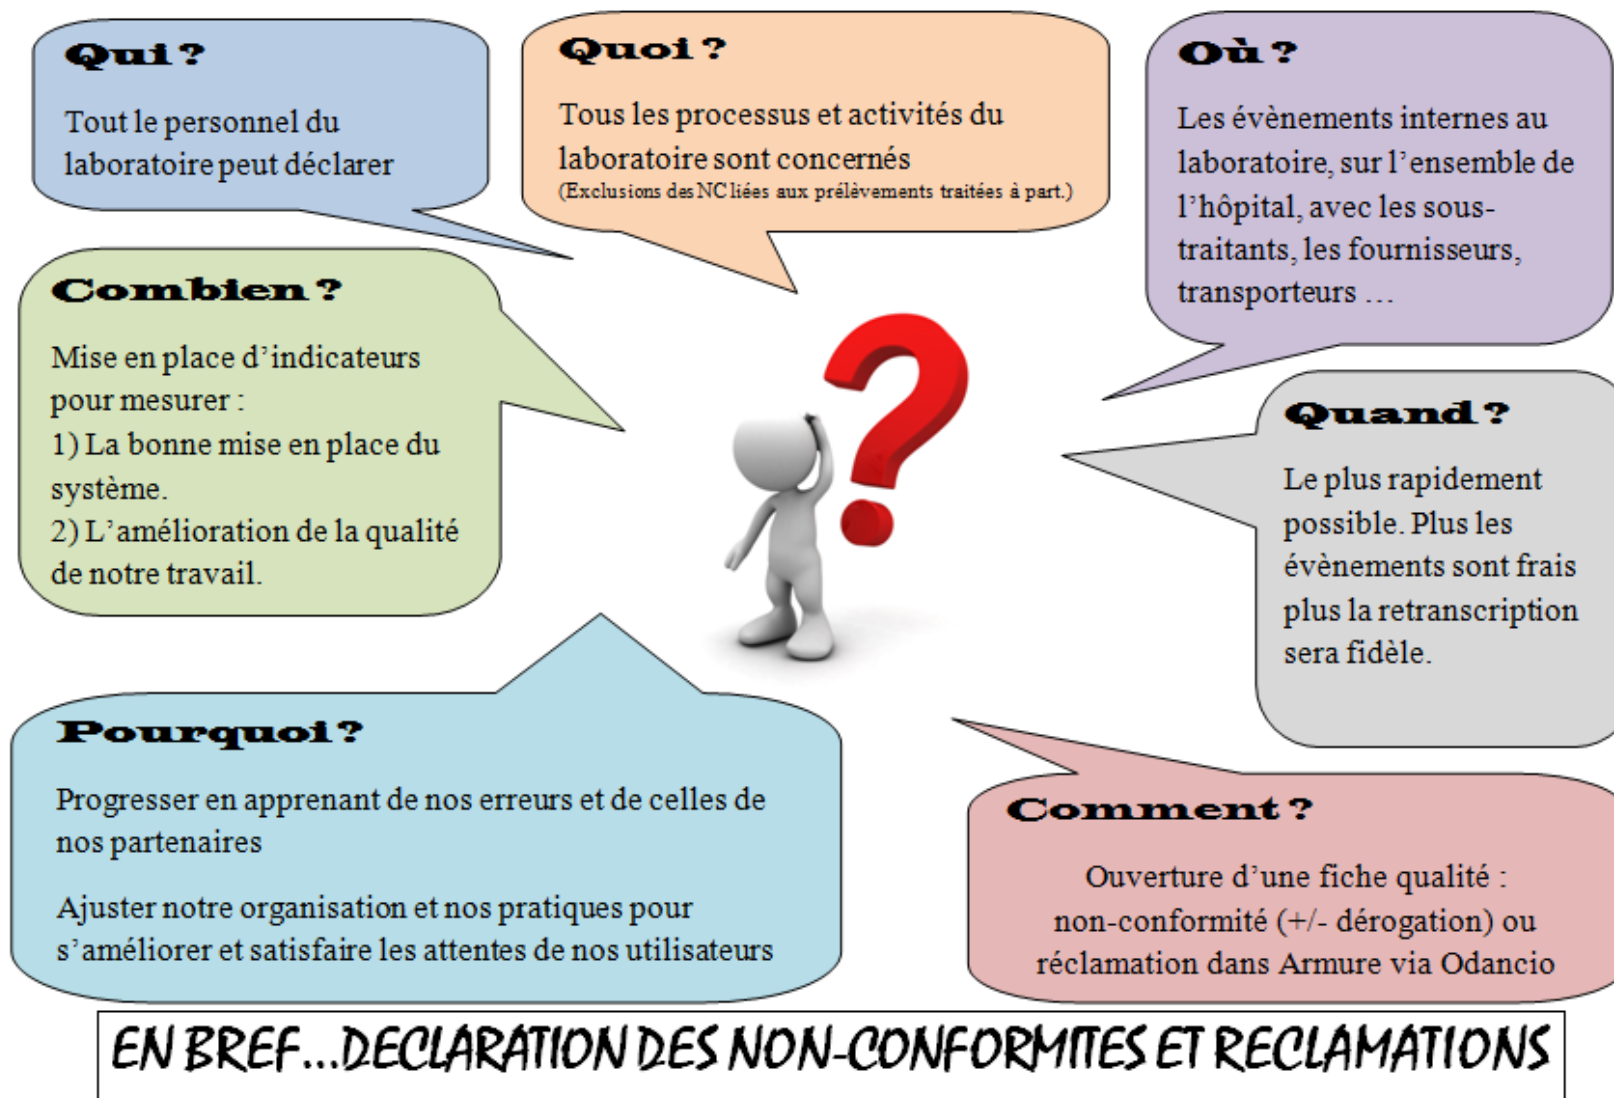 Qui ?
Tout le personnel du
laboratoire peut déclarer
Quoi ?
Tous les processus et activités du
laboratoire sont concernés
(Exclusions des NC liées aux prélèvements traitées à part.)
Où ?
Les évènements internes au
laboratoire, sur l’ensemble de
l’hôpital, avec les sous-
traitants, les fournisseurs,
transporteurs …
Combien ?
Mise en place d’indicateurs
pour mesurer :
1) La bonne mise en place du
système.
2) L’amélioration de la qualité
de notre travail.
Quand ?
Le plus rapidement
possible. Plus les
évènements sont frais
plus la retranscription
sera fidèle.
Pourquoi ?
Progresser en apprenant de nos erreurs et de celles de
nos partenaires
Ajuster notre organisation et nos pratiques pour
s’améliorer et satisfaire les attentes de nos utilisateurs
Comment ?
Ouverture d’une fiche qualité :
non-conformité (+/- dérogation) ou
réclamation dans Armure via Odancio
EN BREF...DECLARATION DES NON-CONFORMITES ET RECLAMATIONS